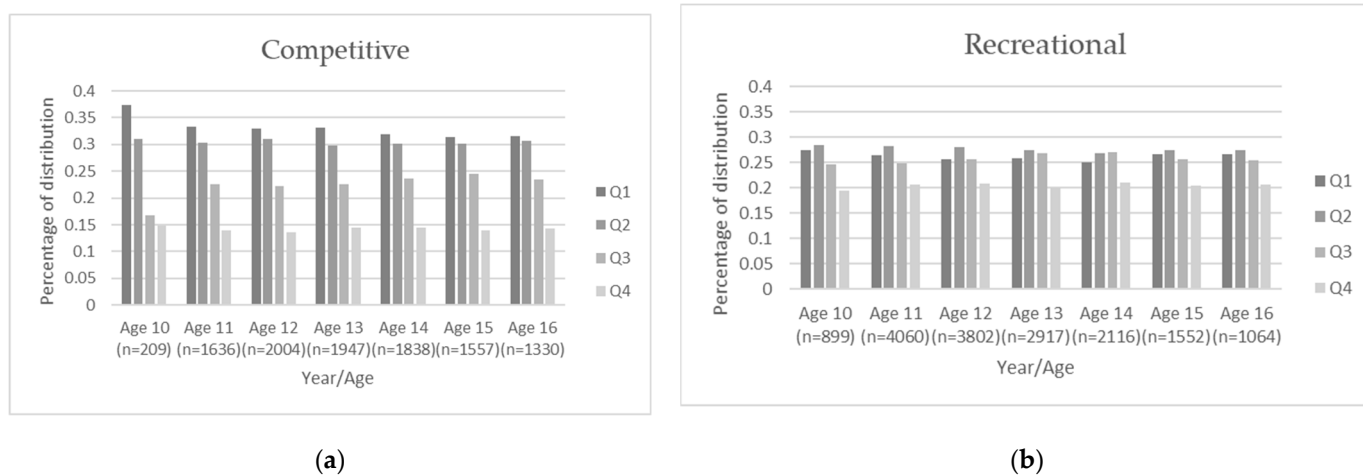 Competitive
Percentage of distribution
0.4
0.35
0.3
0.25
0.2
0.15
0.1
0.05
0
Age 10 Age 11 Age 12 Age 13 Age 14 Age 15 Age 16
(n=209) (n=1636) (n=2004) (n=1947) (n=1838) (n=1557) (n=1330)
Year/Age
Q1
Q2
Q3
Q4
(a)
Recreational
Percentage of distribution
0.4
0.35
0.3
0.25
0.2
0.15
0.1
0.05
0
Age 10 Age 11 Age 12 Age 13 Age 14 Age 15 Age 16
(n=899) (n=4060) (n=3802) (n=2917) (n=2116) (n=1552) (n=1064)
Year/Age
Q1
Q2
Q3
Q4
(b)